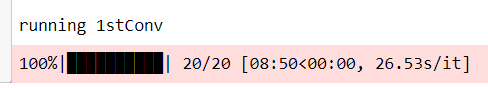 running 1stConv
100%|██████████| 20/20 [08:50<00:00, 26.53s/it]